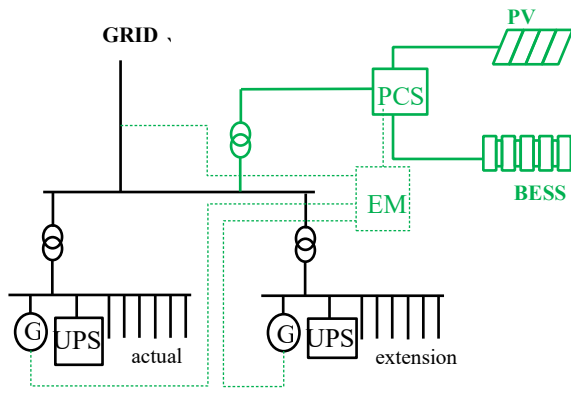 PV
GRID 、
PCS
BESS
EM
G
UPS
actual
G
UPS
extension